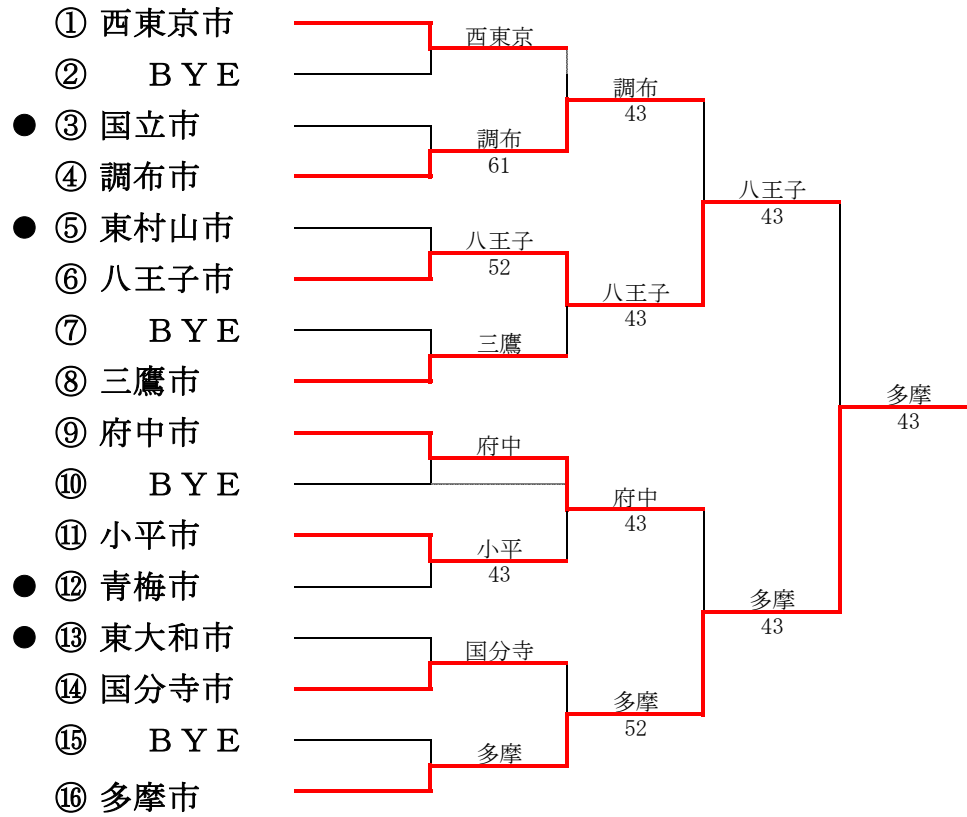 ① 西東京市
② ＢＹＥ
● ③ 国立市
④ 調布市
● ⑤ 東村山市
⑥ 八王子市
⑦ ＢＹＥ
⑧ 三鷹市
⑨ 府中市
⑩ ＢＹＥ
⑪ 小平市
● ⑫ 青梅市
● ⑬ 東大和市
⑭ 国分寺市
⑮ ＢＹＥ
⑯ 多摩市
西東京
調布
61
八王子
52
三鷹
府中
小平
43
国分寺
多摩
調布
43
八王子
43
府中
43
多摩
52
八王子
43
多摩
43
多摩
43